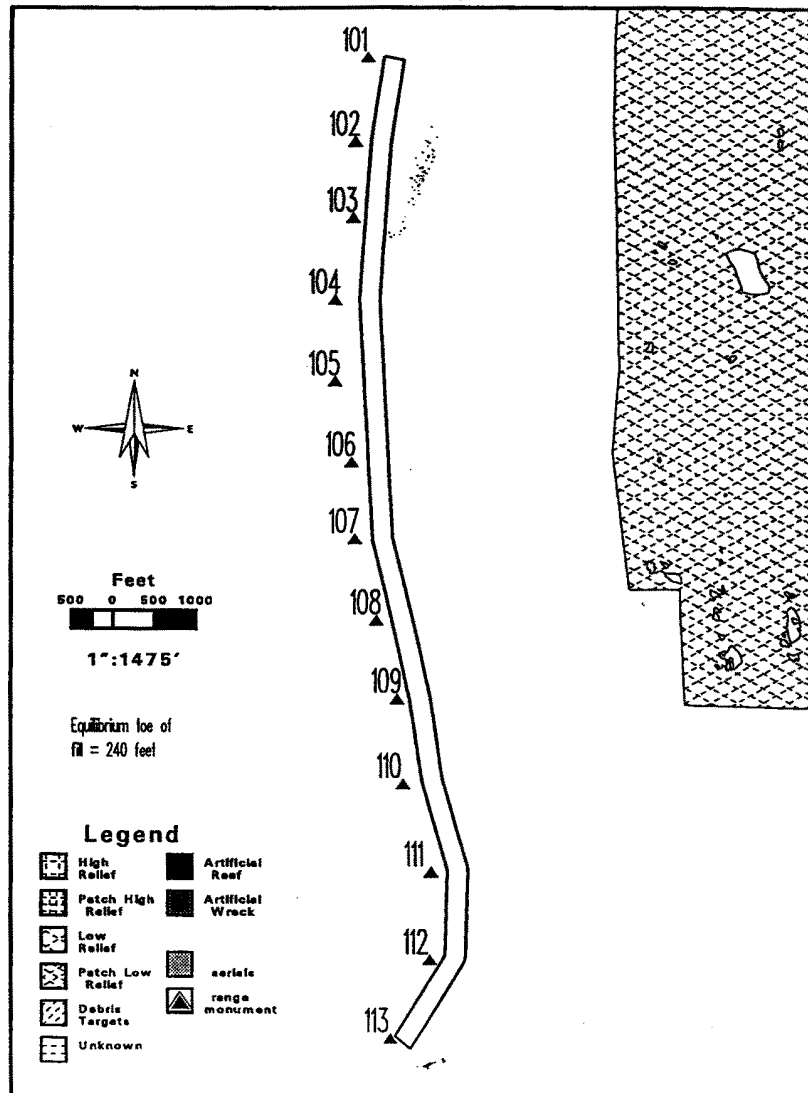 101
102
103
104
105
106
107
108
109
110
111
112
113
N
W E
S
Feet
500 0 500 1000
1":1475'
Equilibrium toe of
fill = 240 feet
Legend
High
Relief
Patch High
Relief
Low
Relief
Patch Low
Relief
Debris
Targets
Unknown
Artificial
Reef
Artificial
Wreck
aerials
range
monument